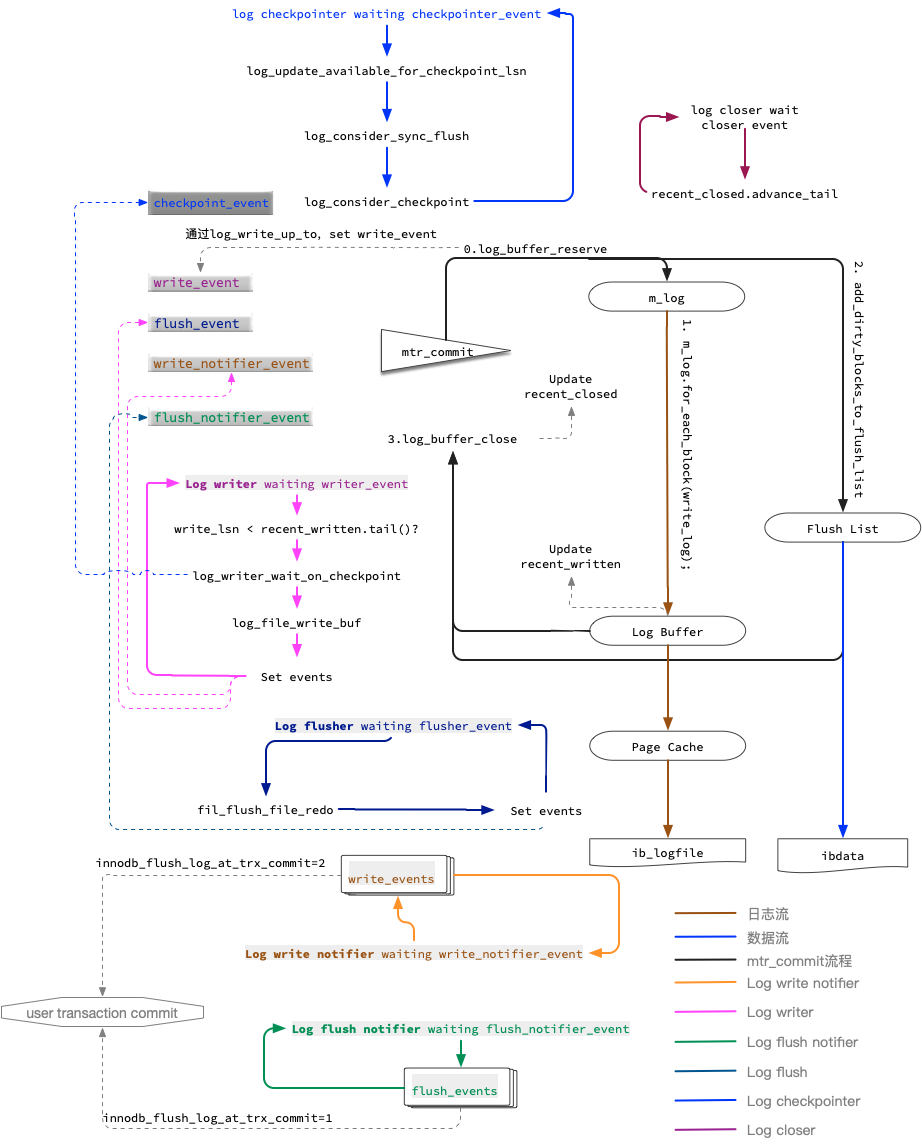 log checkpointer waiting checkpointer_event
log_update_available_for_checkpoint_lsn
log_consider_sync_flush
log_consider_checkpoint
log closer wait
closer event
recent_closed.advance_tail
checkpoint_event
通过log_write_up_to, set write_event
write_event
flush_event
write_notifier_event
flush_notifier_event
0.log_buffer_reserve
m_log
mtr_commit
1. m_log.for_each_block(write_log);
2. add_dirty_blocks_to_flush_list
Update
recent_closed
3.log_buffer_close
Log writer waiting writer_event
write_lsn < recent_written.tail()?
log_writer_wait_on_checkpoint
log_file_write_buf
Set events
Flush List
Update
recent_written
Log Buffer
Log flusher waiting flusher_event
fil_flush_file_redo
Set events
Page Cache
ib_logfile
ibdata
innodb_flush_log_at_trx_commit=2
write_events
Log write notifier waiting write_notifier_event
user transaction commit
Log flush notifier waiting flush_notifier_event
flush_events
innodb_flush_log_at_trx_commit=1
日志流
数据流
mtr_commit流程
Log write notifier
Log writer
Log flush notifier
Log flush
Log checkpointer
Log closer